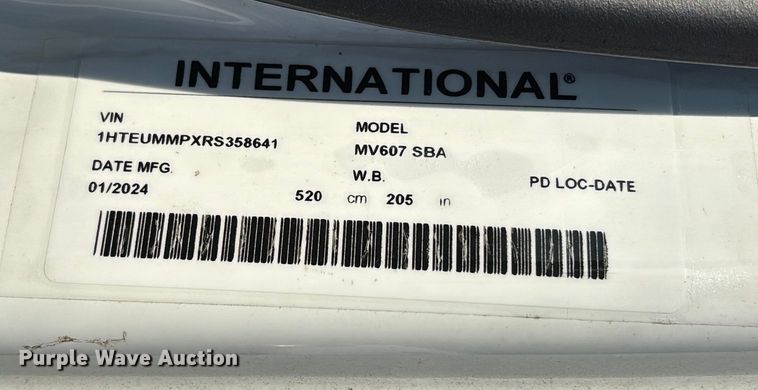 INTERNATIONAL®
VIN
1HTEUMMPXRS358641
MODEL
MV607 SBA
DATE MFG.
01/2024
W.B.
520 cm 205 in
PD LOC-DATE
Purple Wave Auction